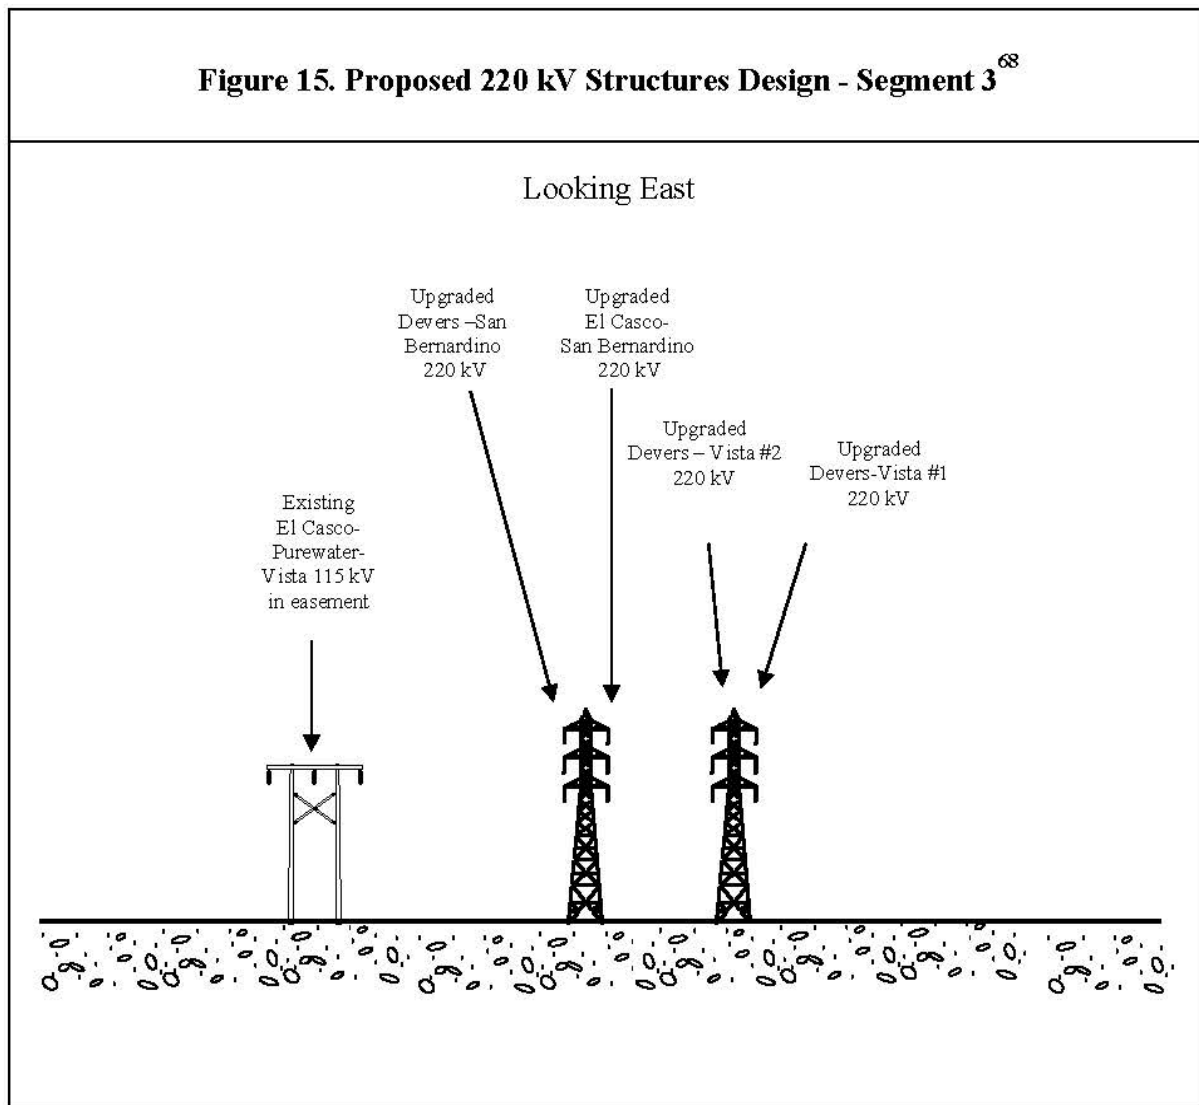 Figure 15. Proposed 220 kV Structures Design - Segment 3⁶⁸
Looking East
Upgraded
Devers –San
Bernardino
220 kV
Upgraded
El Casco-
San Bernardino
220 kV
Upgraded
Devers – Vista #2
220 kV
Upgraded
Devers-Vista #1
220 kV
Existing
El Casco-
Purewater-
Vista 115 kV
in easement